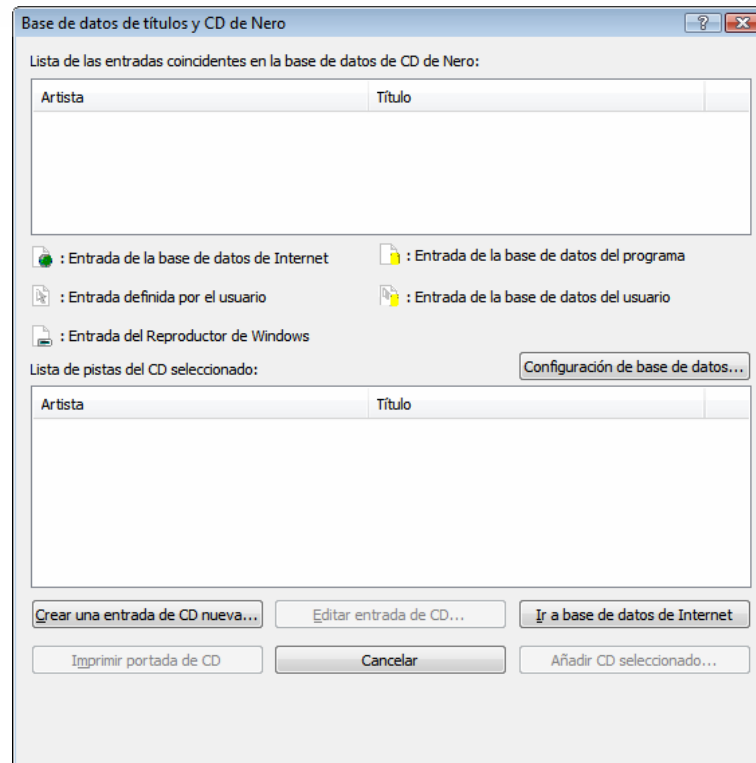 Base de datos de títulos y CD de Nero
Lista de las entradas coincidentes en la base de datos de CD de Nero:
Artista Título
: Entrada de la base de datos de Internet : Entrada de la base de datos del programa
: Entrada definida por el usuario : Entrada de la base de datos del usuario
: Entrada del Reproductor de Windows
Lista de pistas del CD seleccionado: Configuración de base de datos...
Artista Título
Crear una entrada de CD nueva... Editar entrada de CD... Ir a base de datos de Internet
Imprimir portada de CD Cancelar Añadir CD seleccionado...